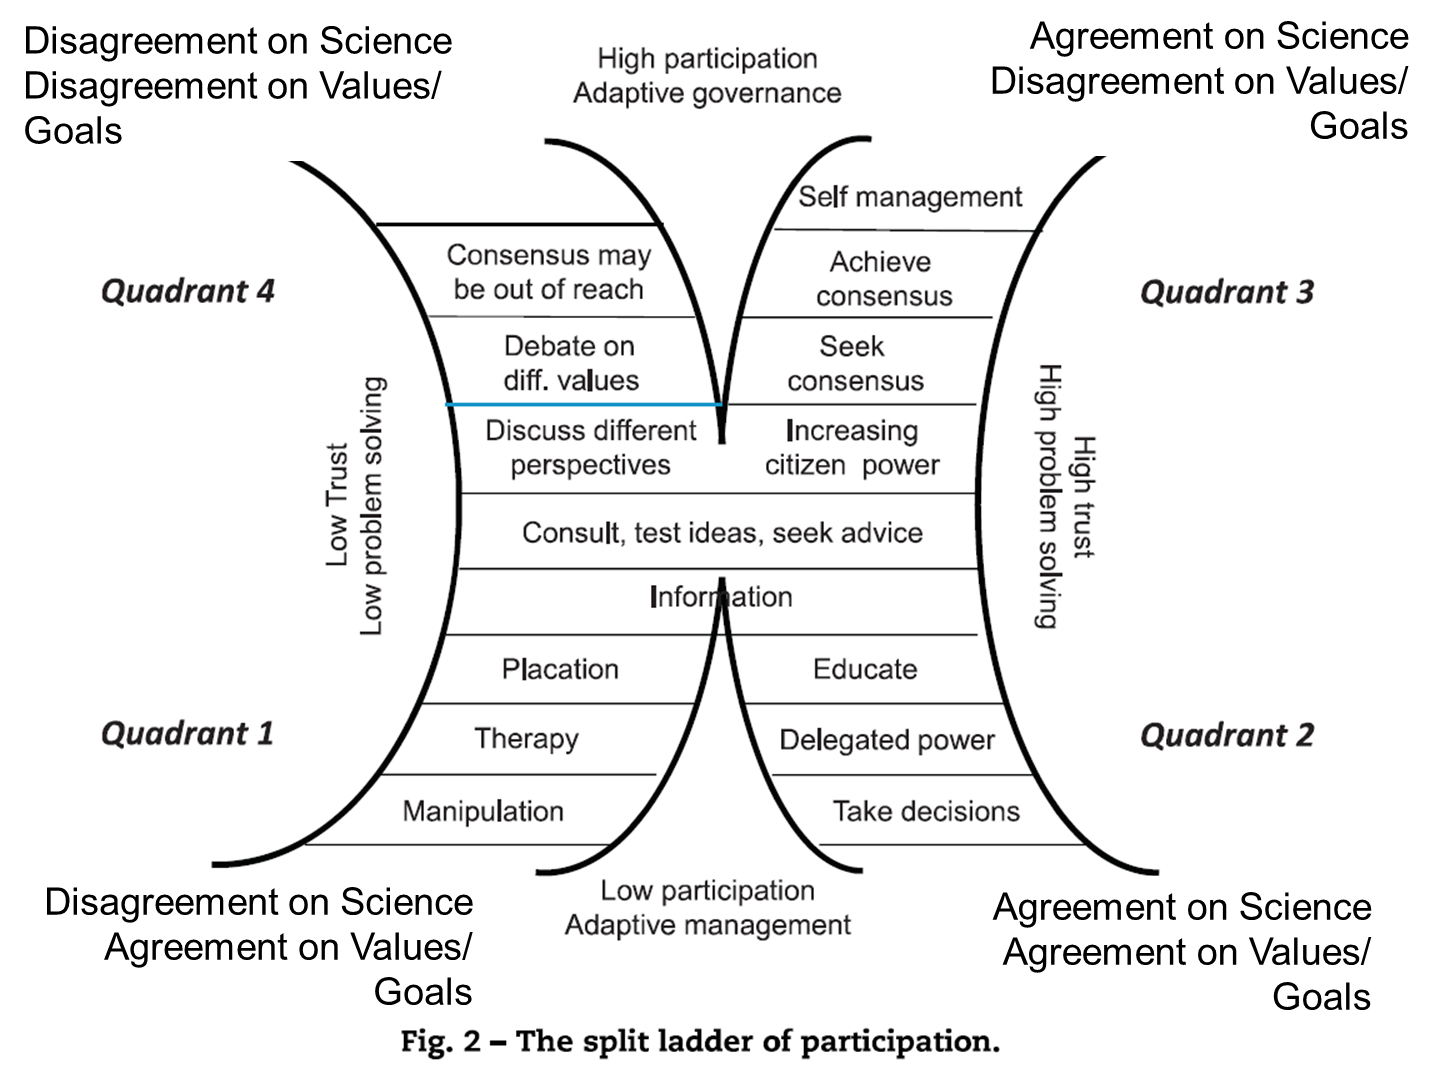 Disagreement on Science
Disagreement on Values/
Goals
High participation
Adaptive governance
Agreement on Science
Disagreement on Values/
Goals
Quadrant 4
Consensus may
be out of reach
Debate on
diff. values
Discuss different
perspectives
Self management
Achieve
consensus
Seek
consensus
Increasing
citizen power
Quadrant 3
Low Trust
Low problem solving
High trust
High problem solving
Consult, test ideas, seek advice
Information
Quadrant 1
Placation
Therapy
Manipulation
Educate
Delegated power
Take decisions
Quadrant 2
Disagreement on Science
Agreement on Values/
Goals
Low participation
Adaptive management
Agreement on Science
Agreement on Values/
Goals
Fig. 2 – The split ladder of participation.